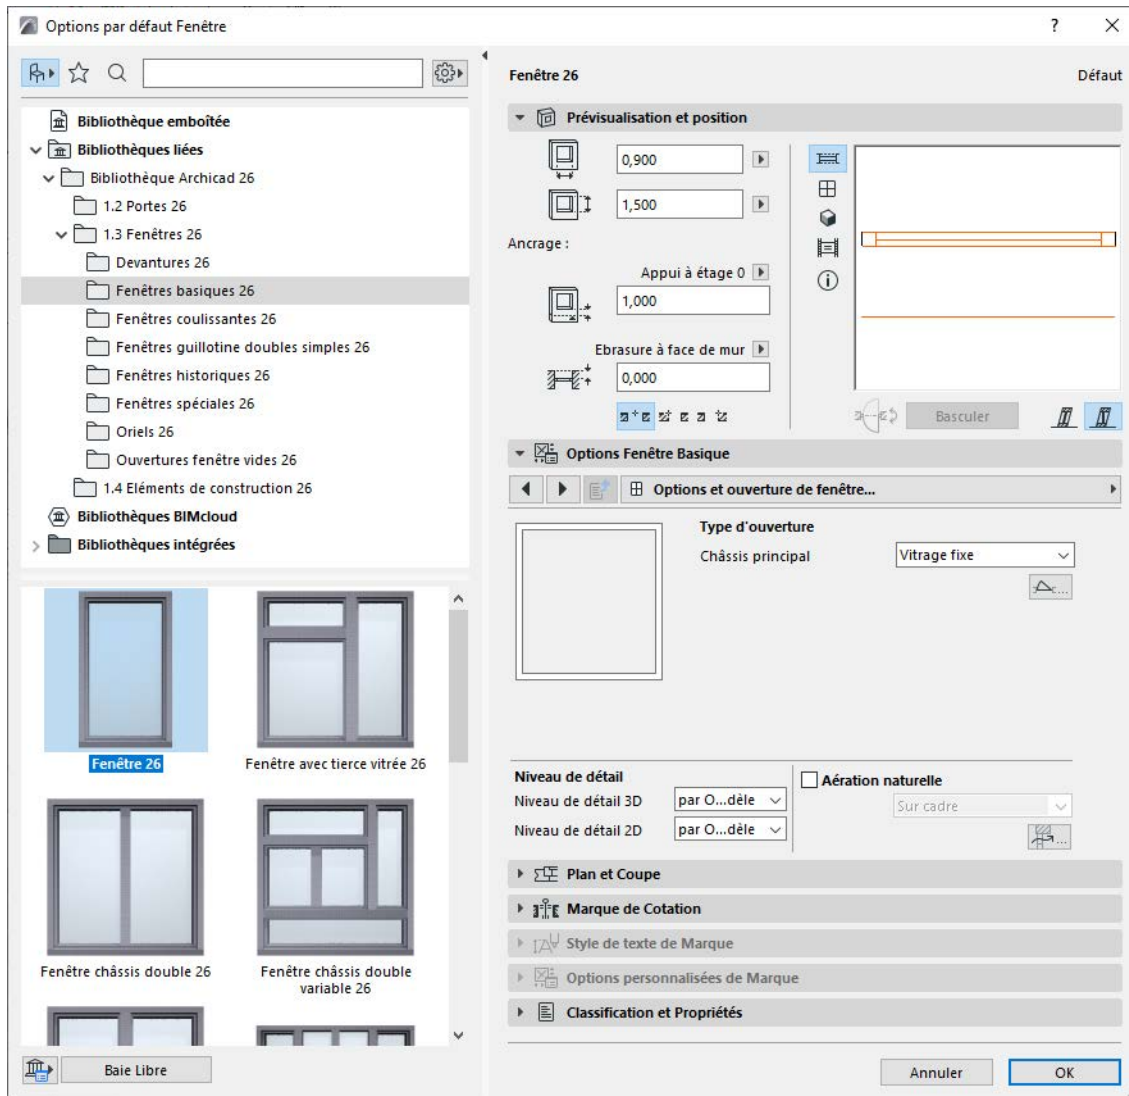 Options par défaut Fenêtre
?
Bibliothèque emboîtée
Bibliothèques liées
Bibliothèque Archicad 26
1.2 Portes 26
1.3 Fenêtres 26
Devantures 26
Fenêtres basiques 26
Fenêtres coulissantes 26
Fenêtres guillotine doubles simples 26
Fenêtres historiques 26
Fenêtres spéciales 26
Oriels 26
Ouvertures fenêtre vides 26
1.4 Eléments de construction 26
Bibliothèques BIMcloud
Bibliothèques intégrées
Fenêtre 26
Fenêtre avec tierce vitrée 26
Fenêtre châssis double 26
Fenêtre châssis double
variable 26
Baie Libre
Fenêtre 26
Défaut
Prévisualisation et position
0,900
1,500
Ancrage :
Appui à étage 0
1,000
Ebrasure à face de mur
0,000
Basculer
Options Fenêtre Basique
Options et ouverture de fenêtre...
Type d'ouverture
Châssis principal
Vitrage fixe
Niveau de détail
Niveau de détail 3D
par O...dèle
Niveau de détail 2D
par O...dèle
Aération naturelle
Sur cadre
Plan et Coupe
Marque de Cotation
Style de texte de Marque
Options personnalisées de Marque
Classification et Propriétés
Annuler
OK